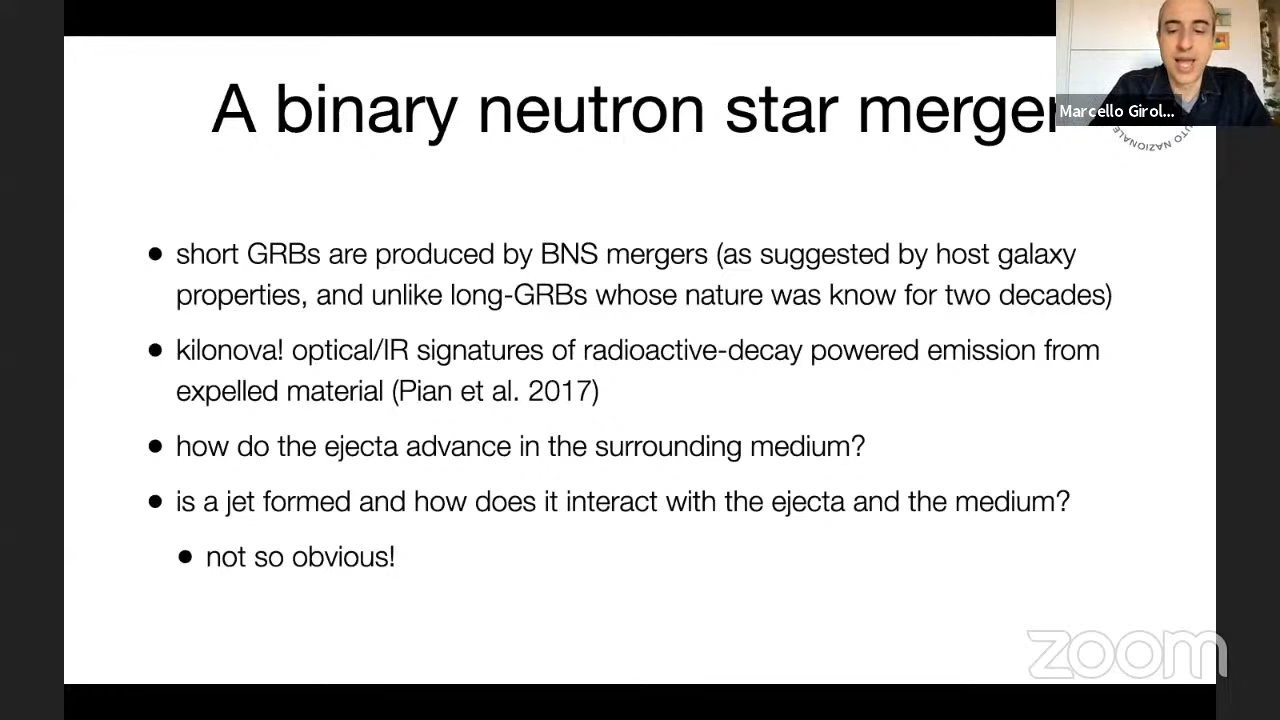 A binary neutron star merger
Marcello Girol...
UTO NAZIONALE
• short GRBs are produced by BNS mergers (as suggested by host galaxy
properties, and unlike long-GRBs whose nature was know for two decades)
• kilonova! optical/IR signatures of radioactive-decay powered emission from
expelled material (Pian et al. 2017)
• how do the ejecta advance in the surrounding medium?
• is a jet formed and how does it interact with the ejecta and the medium?
• not so obvious!
zoom